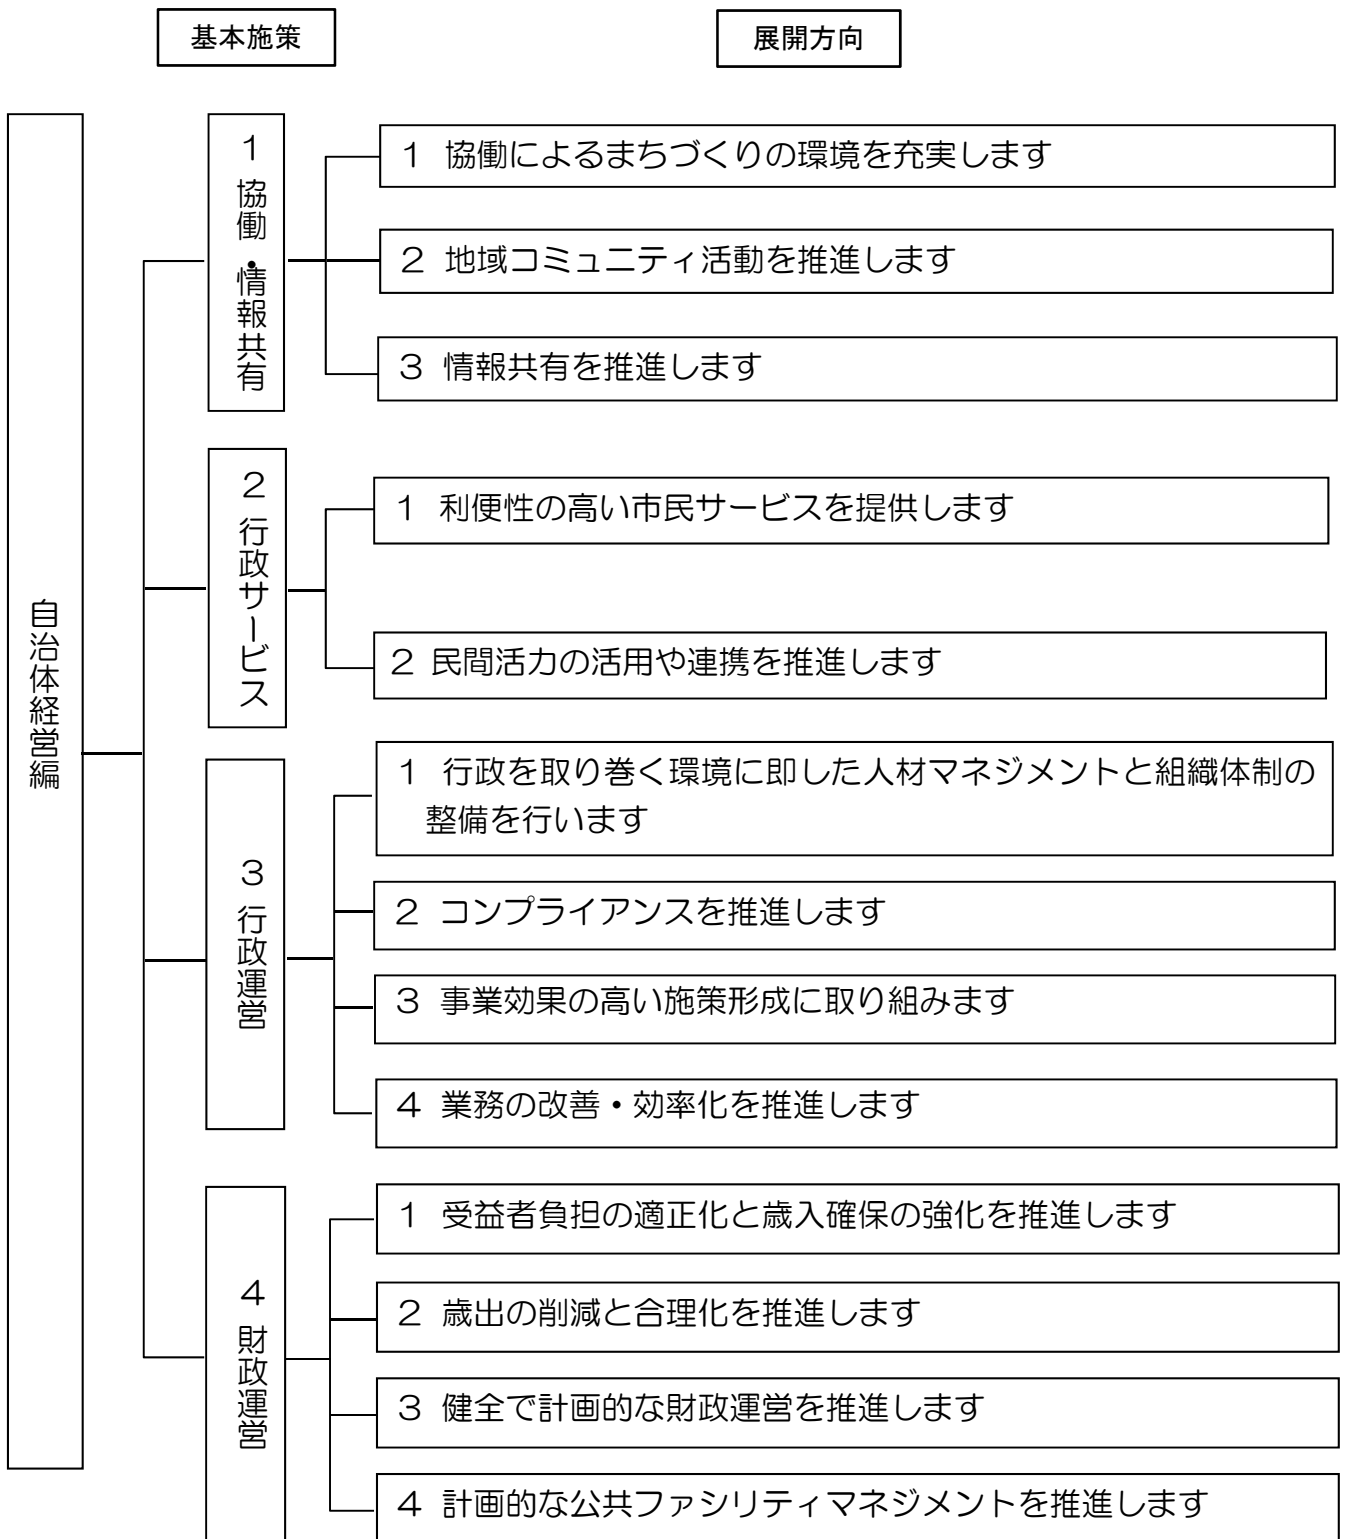 基本施策
展開方向
自治体経営編
1 協働・情報共有
1 協働によるまちづくりの環境を充実します
2 地域コミュニティ活動を推進します
3 情報共有を推進します
2 行政サービス
1 利便性の高い市民サービスを提供します
2 民間活力の活用や連携を推進します
3 行政運営
1 行政を取り巻く環境に即した人材マネジメントと組織体制の
整備を行います
2 コンプライアンスを推進します
3 事業効果の高い施策形成に取り組みます
4 業務の改善・効率化を推進します
4 財政運営
1 受益者負担の適正化と歳入確保の強化を推進します
2 歳出の削減と合理化を推進します
3 健全で計画的な財政運営を推進します
4 計画的な公共ファシリティマネジメントを推進します